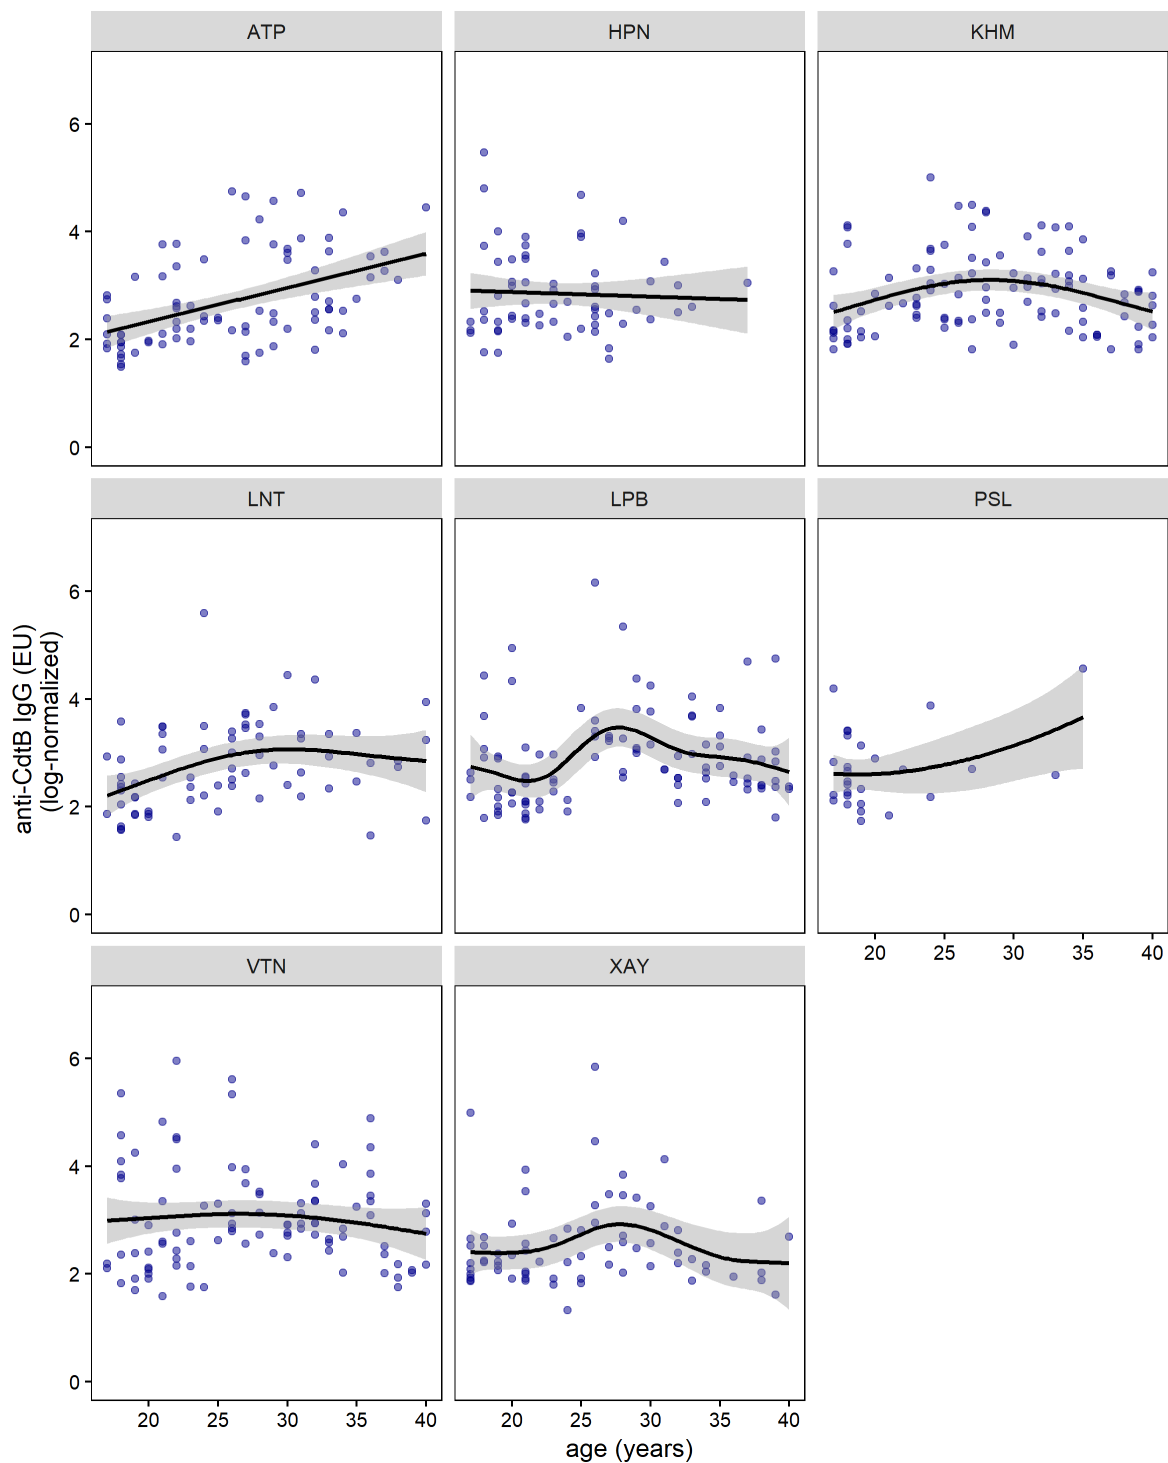 ATP HPN KHM
6
4
2
0
LNT LPB PSL
6
4
2
0
20 25 30 35 40
anti-CdtB IgG (EU)
(log-normalized)
VTN XAY
6
4
2
0
20 25 30 35 40 20 25 30 35 40
age (years)